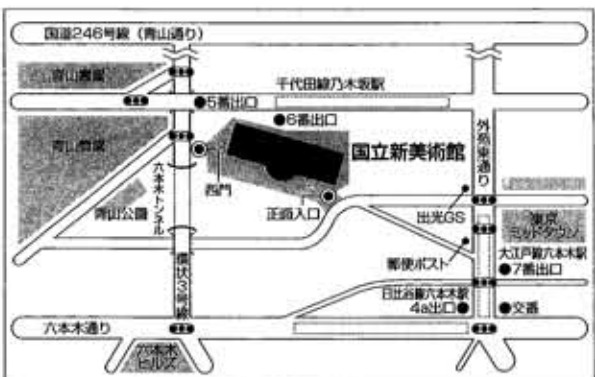 国道246号線（青山通り）
青山霊園
千代田線乃木坂駅
●5番出口
●6番出口
外苑東通り
青山霊園
国立新美術館
六本木トンネル
西門
青山公園
正面入口
出光GS
東京
ミッドタウン
郵便ポスト
大江戸線六本木駅
●7番出口
環状3号線
日比谷線六本木駅
4a出口●
●交番
六本木通り
六本木
ヒルズ